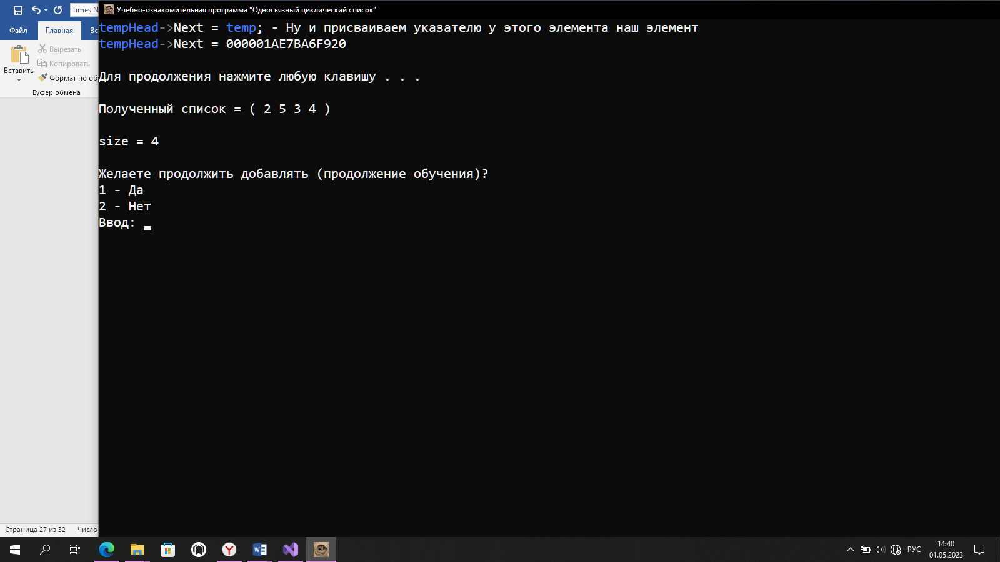 Times N
Учебно-ознакомительная программа "Односвязный циклический список"
Файл
Главная
Вс
Вставить
Вырезать
Копировать
Формат по об
Буфер обмена
tempHead->Next = temp; - Ну и присваиваем указателю у этого элемента наш элемент
tempHead->Next = 000001AE7BA6F920
Для продолжения нажмите любую клавишу . . .
Полученный список = ( 2 5 3 4 )
size = 4
Желаете продолжить добавлять (продолжение обучения)?
1 - Да
2 - Нет
Ввод:
Страница 27 из 32
Число
РУС
14:40
01.05.2023